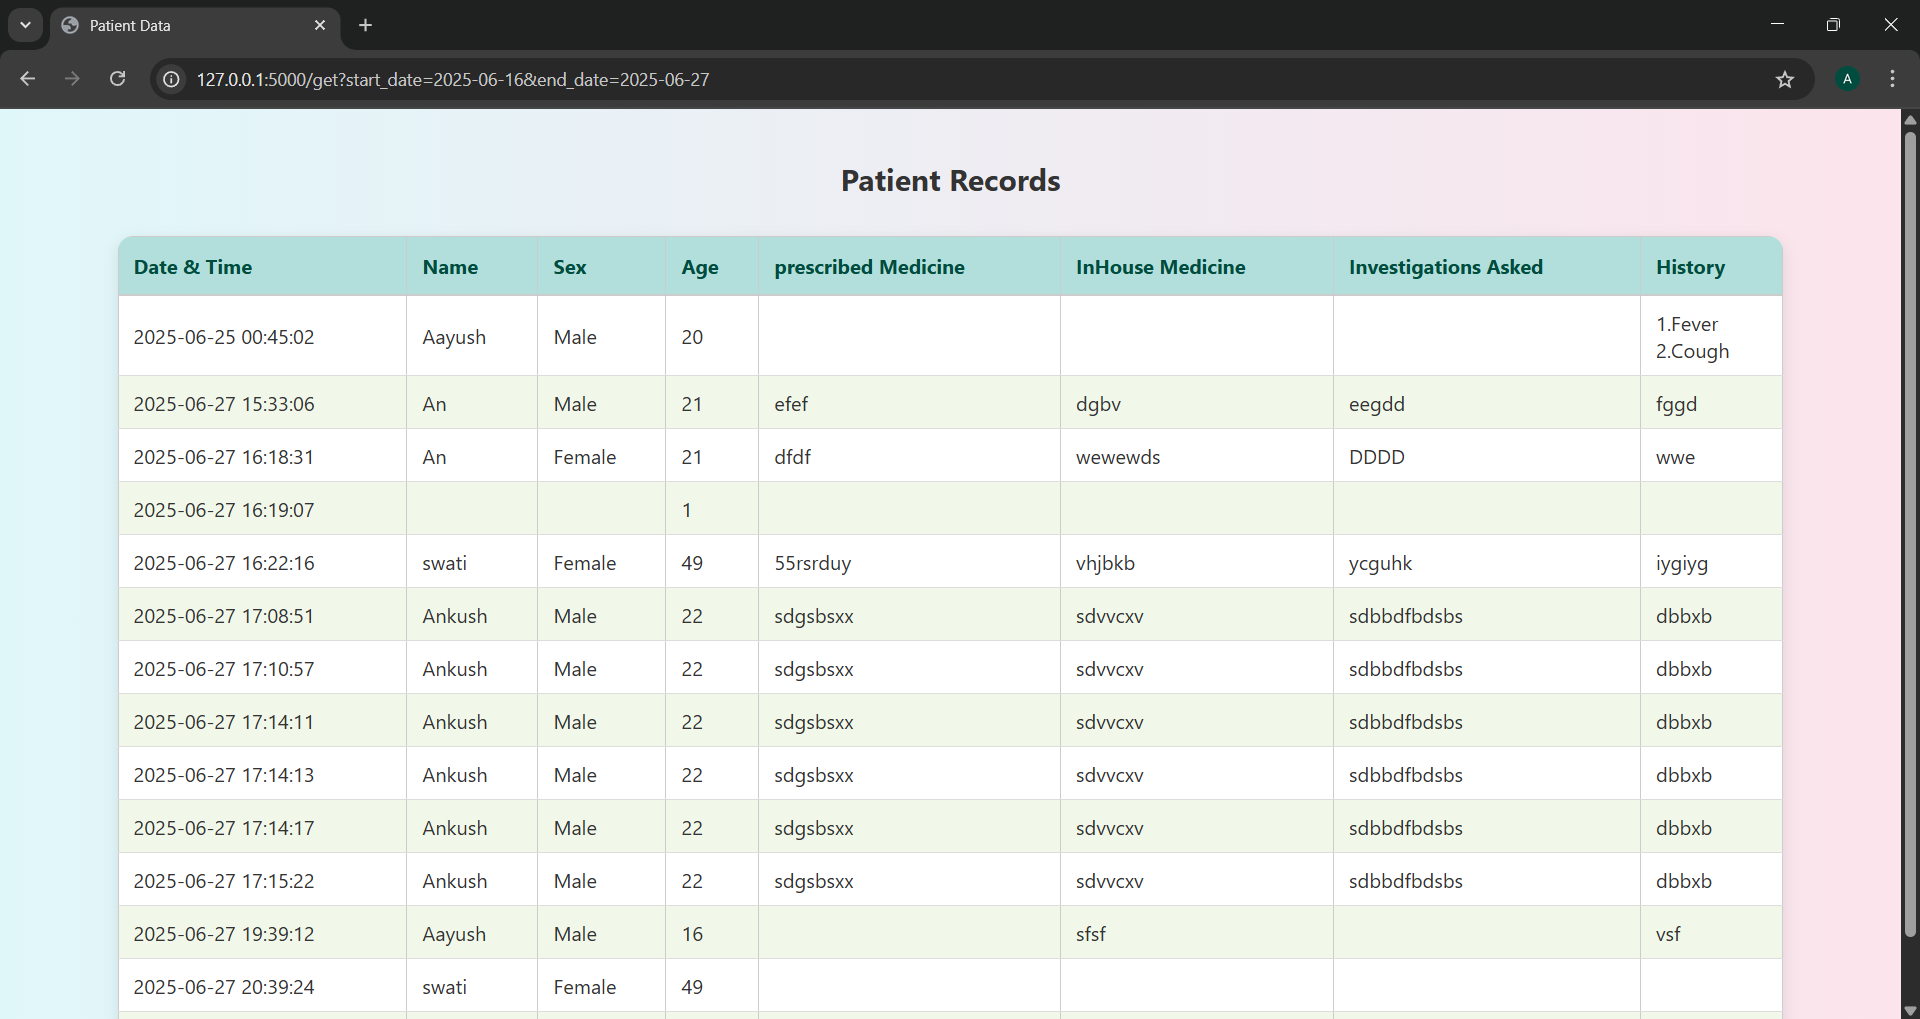 Patient Data
127.0.0.1:5000/get?start_date=2025-06-16&end_date=2025-06-27
A
Patient Records
Date & Time Name Sex Age prescribed Medicine InHouse Medicine Investigations Asked History
2025-06-25 00:45:02 Aayush Male 20 1.Fever
2.Cough
2025-06-27 15:33:06 An Male 21 efef dgbv eegdd fggd
2025-06-27 16:18:31 An Female 21 dfdf wewewds DDDD wwe
2025-06-27 16:19:07 1
2025-06-27 16:22:16 swati Female 49 55rsrduy vhjbkb ycguhk iygiyg
2025-06-27 17:08:51 Ankush Male 22 sdgsbsxx sdvvcxv sdbbdfbdsbs dbbxb
2025-06-27 17:10:57 Ankush Male 22 sdgsbsxx sdvvcxv sdbbdfbdsbs dbbxb
2025-06-27 17:14:11 Ankush Male 22 sdgsbsxx sdvvcxv sdbbdfbdsbs dbbxb
2025-06-27 17:14:13 Ankush Male 22 sdgsbsxx sdvvcxv sdbbdfbdsbs dbbxb
2025-06-27 17:14:17 Ankush Male 22 sdgsbsxx sdvvcxv sdbbdfbdsbs dbbxb
2025-06-27 17:15:22 Ankush Male 22 sdgsbsxx sdvvcxv sdbbdfbdsbs dbbxb
2025-06-27 19:39:12 Aayush Male 16 sfsf vsf
2025-06-27 20:39:24 swati Female 49